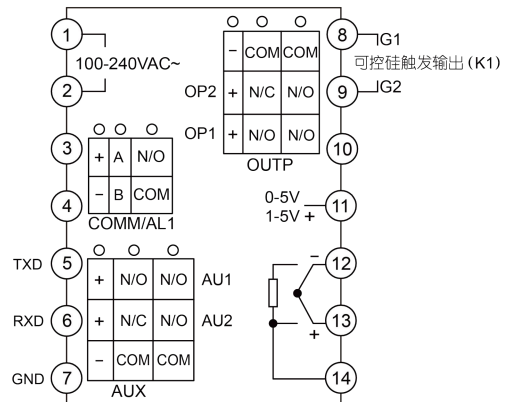 1
100-240VAC~
2
3
+ A N/O
- B COM
COMM/AL1
4
TXD 5
RXD 6
GND 7
+ N/O N/O AU1
+ N/C N/O AU2
- COM COM
AUX
- COM COM
OP2 + N/C N/O
OP1 + N/O N/O
OUTP
8 G1
可控硅触发输出(K1)
9 G2
10
0-5V
1-5V + 11
- 12
+ 13
14